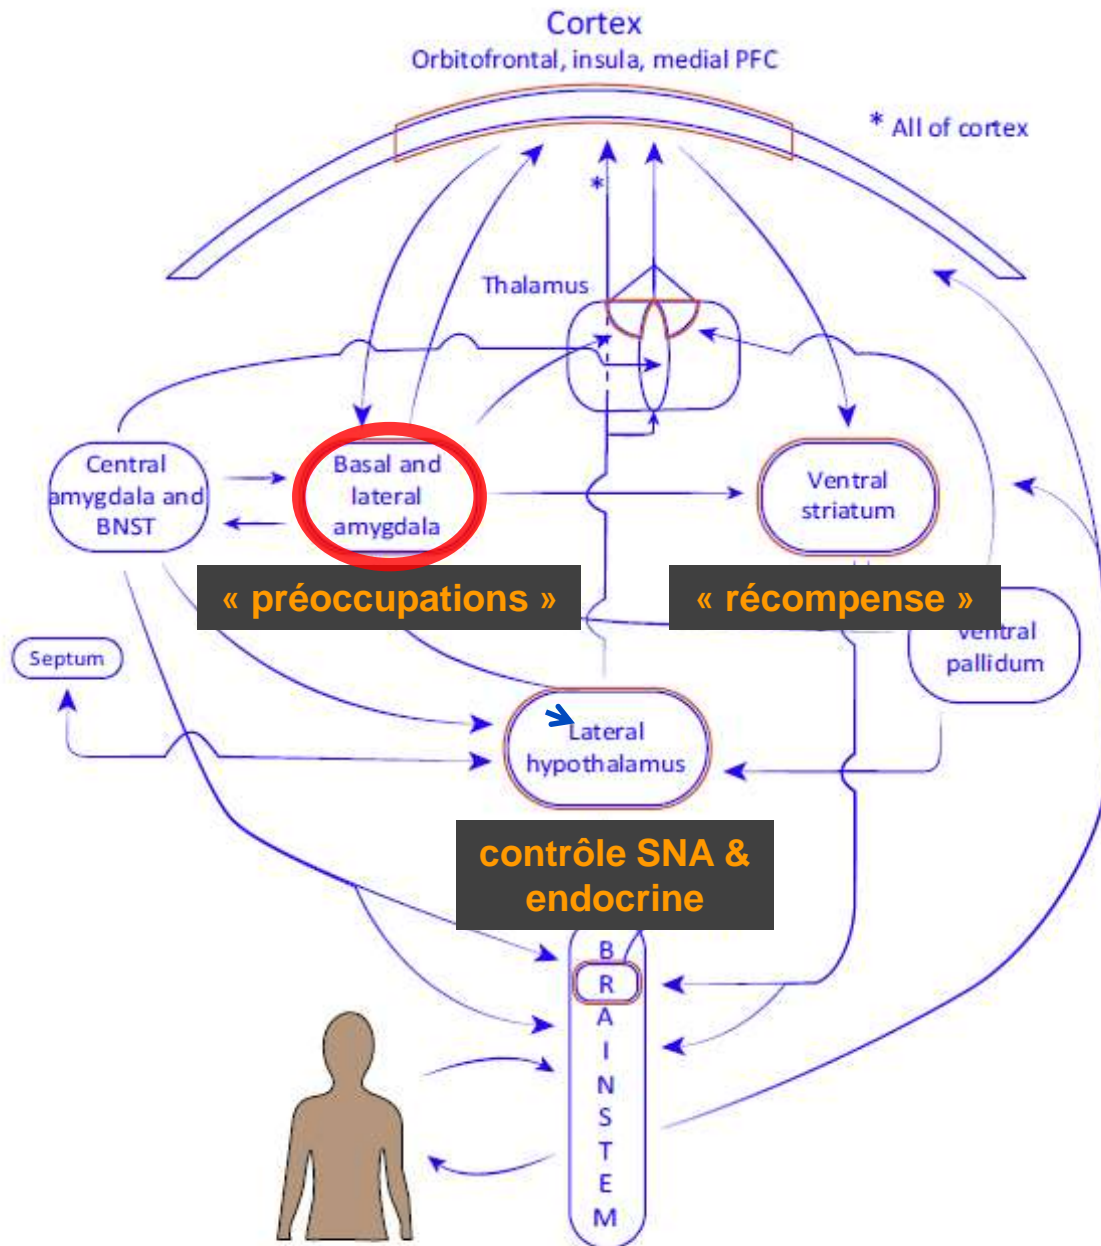 Cortex
Orbitofrontal, insula, medial PFC
* All of cortex
*
Thalamus
Central
amygdala and
BNST
Basal and
lateral
amygdala
Ventral
striatum
« préoccupations »
« récompense »
Septum
Ventral
pallidum
Lateral
hypothalamus
contrôle SNA &
endocrine
B
R
A
I
N
S
T
E
M